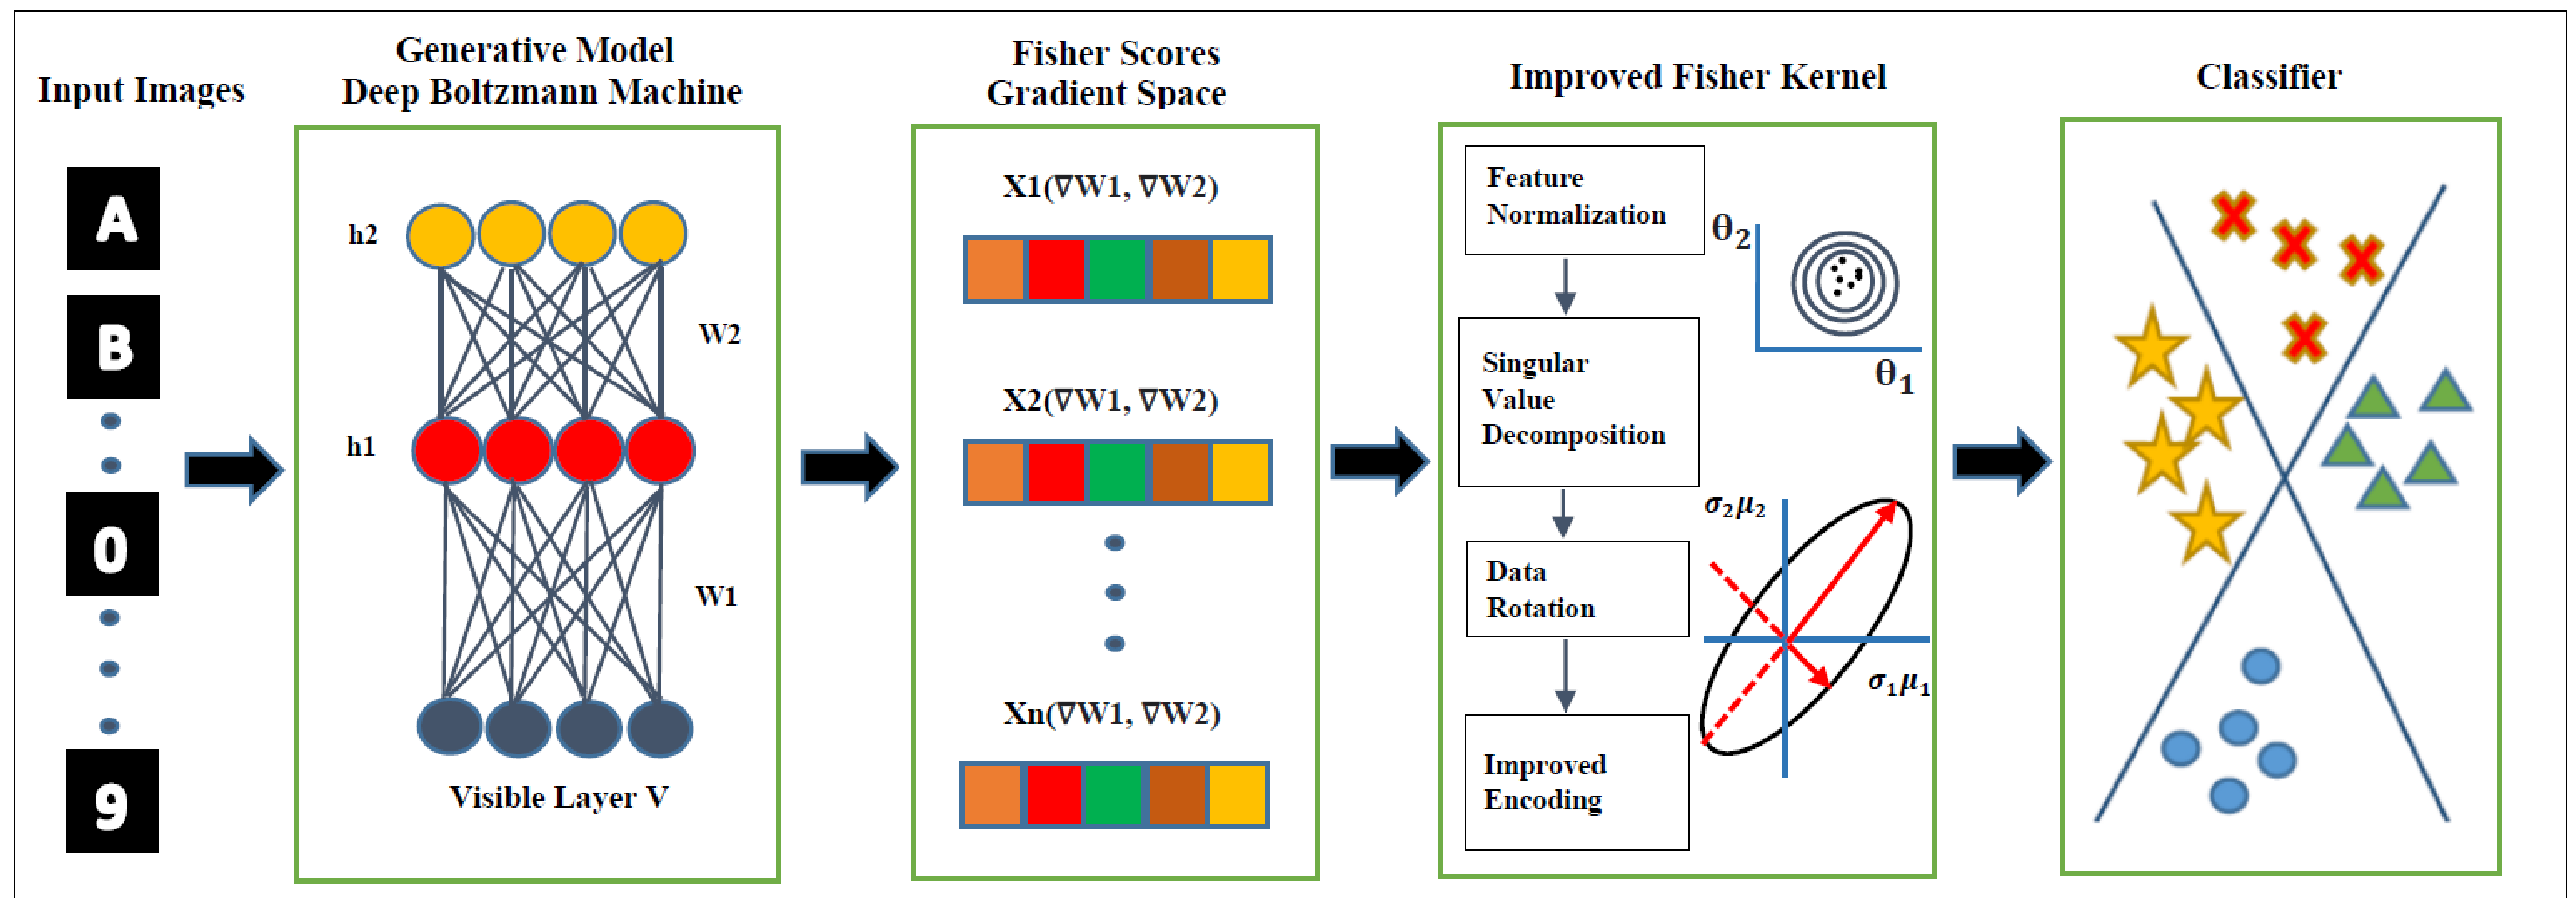 Input Images
A
B
0
9
Generative Model
Deep Boltzmann Machine
h2
W2
h1
W1
Visible Layer V
Fisher Scores
Gradient Space
X1(∇W1, ∇W2)
X2(∇W1, ∇W2)
Xn(∇W1, ∇W2)
Improved Fisher Kernel
Feature
Normalization
θ₂
θ₁
Singular
Value
Decomposition
σ₂μ₂
Data
Rotation
σ₁μ₁
Improved
Encoding
Classifier